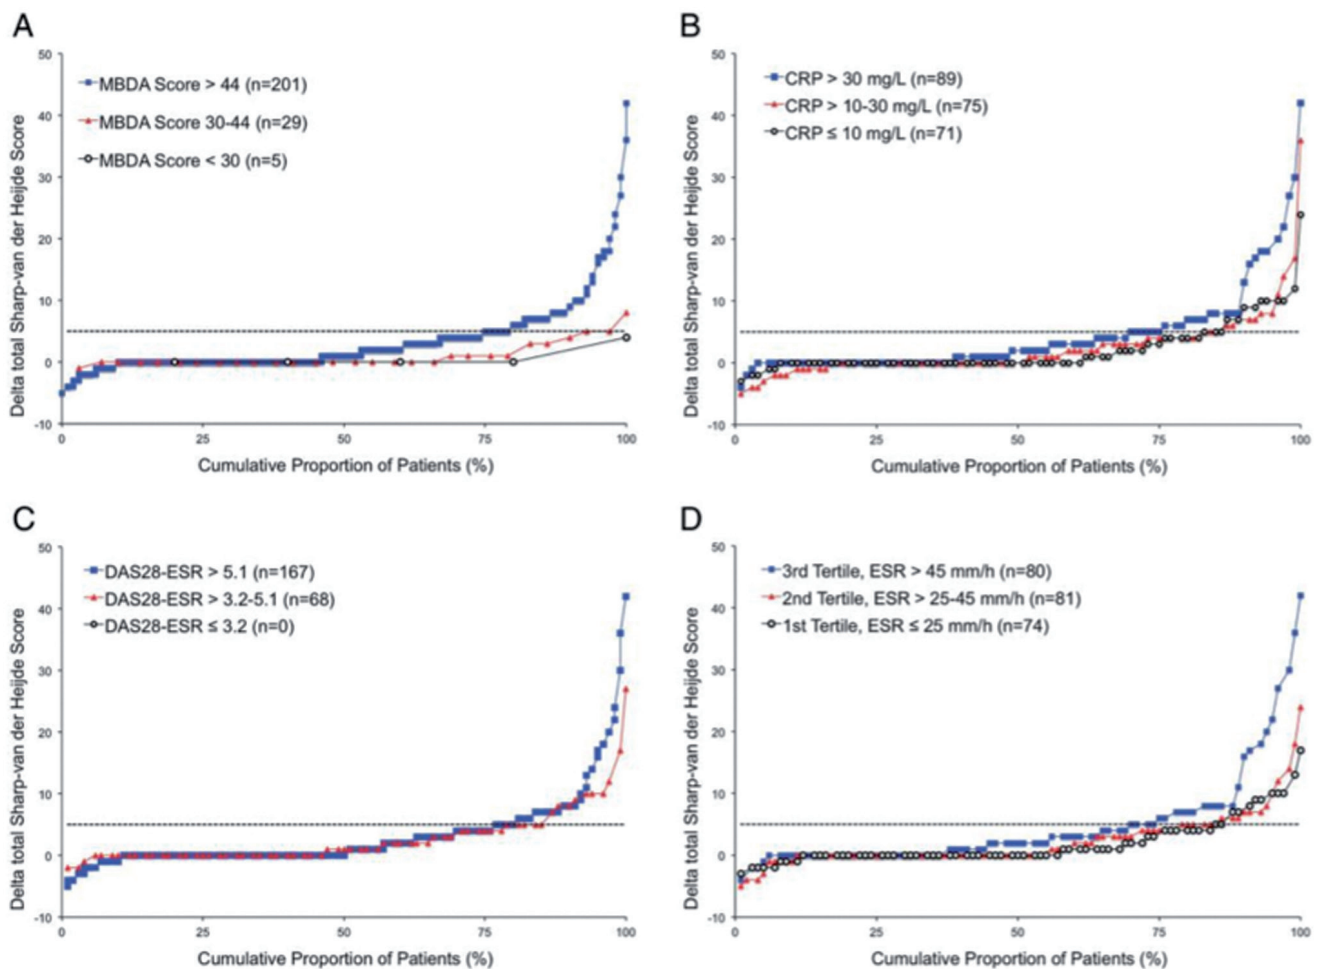 A
MBDA Score > 44 (n=201)
MBDA Score 30-44 (n=29)
MBDA Score < 30 (n=5)
50
40
30
20
10
0
-10
0
25
50
75
100
Delta total Sharp-van der Heijde Score
Cumulative Proportion of Patients (%)
B
CRP > 30 mg/L (n=89)
CRP > 10-30 mg/L (n=75)
CRP ≤ 10 mg/L (n=71)
50
40
30
20
10
0
-10
0
25
50
75
100
Delta total Sharp-van der Heijde Score
Cumulative Proportion of Patients (%)
C
DAS28-ESR > 5.1 (n=167)
DAS28-ESR > 3.2-5.1 (n=68)
DAS28-ESR ≤ 3.2 (n=0)
50
40
30
20
10
0
-10
0
25
50
75
100
Delta total Sharp-van der Heijde Score
Cumulative Proportion of Patients (%)
D
3rd Tertile, ESR > 45 mm/h (n=80)
2nd Tertile, ESR > 25-45 mm/h (n=81)
1st Tertile, ESR ≤ 25 mm/h (n=74)
50
40
30
20
10
0
-10
0
25
50
75
100
Delta total Sharp-van der Heijde Score
Cumulative Proportion of Patients (%)